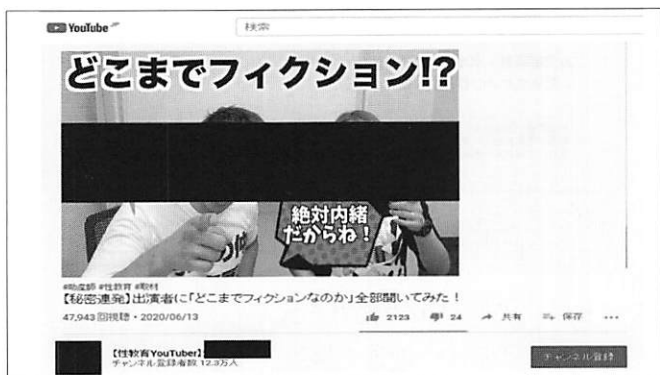 YouTube JP
検索
どこまでフィクション!?
絶対内緒
だからね!
#助産師 #性教育 #取材
【秘密連発】出演者に「どこまでフィクションなのか」全部聞いてみた!
47,943 回視聴・2020/06/13
2123
24
共有
保存
…
【性教育YouTuber】
チャンネル登録者数 12.3万人
チャンネル登録